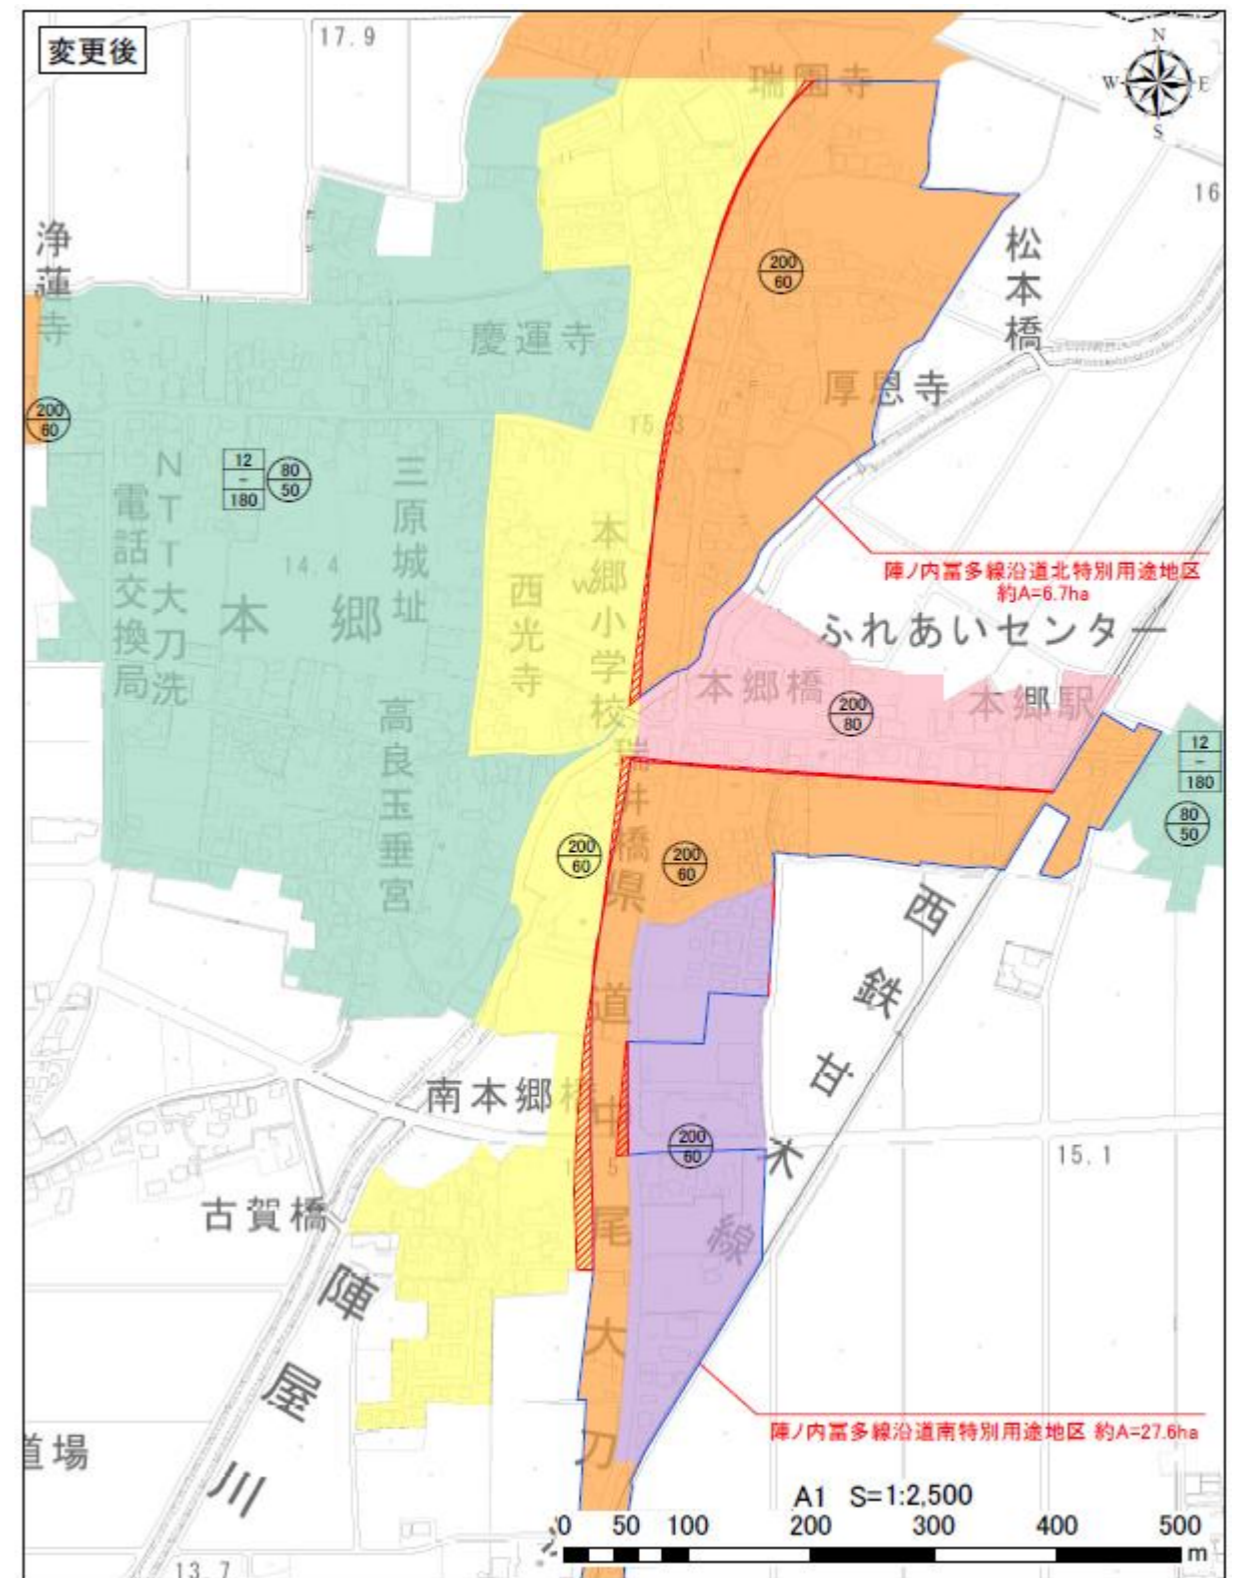 変更後
17.9
N
W
E
S
瑞圓寺
16
浄蓮寺
松本橋
200
60
慶運寺
厚恩寺
200
60
15.3
12
-
180
80
50
NTT大刀洗
電話交換局
三原城址
14.4
本郷
西光寺
本郷小学校
陣ノ内冨多線沿道北特別用途地区
約A=6.7ha
ふれあいセンター
本郷橋
本郷駅
200
80
高良玉垂宮
瑞井橋
12
-
180
80
50
200
60
200
60
県道中尾大刀
西鉄甘木線
南本郷橋
200
60
15.1
古賀橋
陣屋川
道場
陣ノ内冨多線沿道南特別用途地区 約A=27.6ha
A1 S=1:2,500
0 50 100 200 300 400 500
m
13.7